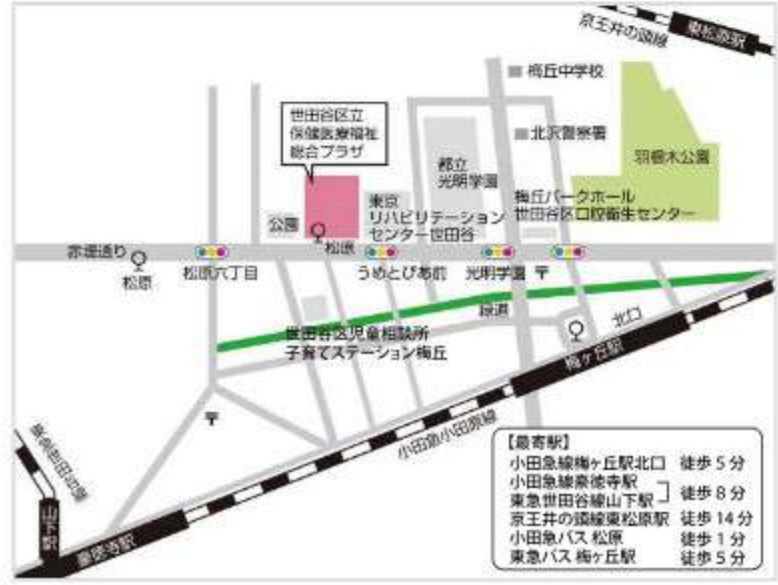 京王井の頭線
東松原駅
梅丘中学校
世田谷区立
保健医療福祉
総合プラザ
北沢警察署
羽根木公園
都立
光明学園
梅丘パークホール
世田谷区口腔衛生センター
東京
リハビリテーション
センター世田谷
公園
松原
赤堤通り
松原
松原六丁目
うめとぴあ前
光明学園
〒
緑道
世田谷区児童相談所
子育てステーション梅丘
北口
梅ヶ丘駅
〒
小田急小田原線
東急世田谷線
山下駅
豪徳寺駅
【最寄駅】
小田急線梅ヶ丘駅北口 徒歩5分
小田急線豪徳寺駅
東急世田谷線山下駅 徒歩8分
京王井の頭線東松原駅 徒歩14分
小田急バス 松原 徒歩1分
東急バス 梅ヶ丘駅 徒歩5分